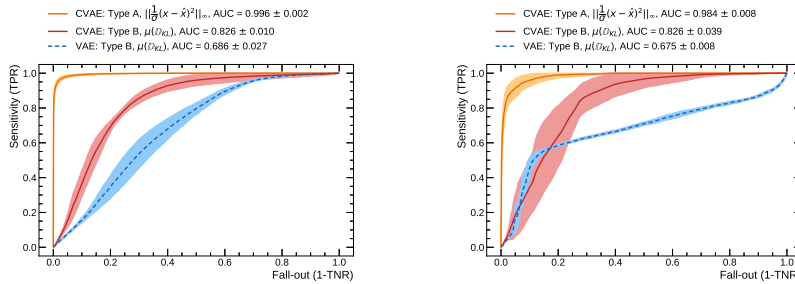 CVAE: Type A, ||1/σ̂(x − x̂)²||∞, AUC = 0.996 ± 0.002
CVAE: Type B, μ(𝔻KL), AUC = 0.826 ± 0.010
VAE: Type B, μ(𝔻KL), AUC = 0.686 ± 0.027
Sensitivity (TPR)
1.0
0.8
0.6
0.4
0.2
0.0
0.0 0.2 0.4 0.6 0.8 1.0
Fall-out (1-TNR)
CVAE: Type A, ||1/σ̂(x − x̂)²||∞, AUC = 0.984 ± 0.008
CVAE: Type B, μ(𝔻KL), AUC = 0.826 ± 0.039
VAE: Type B, μ(𝔻KL), AUC = 0.675 ± 0.008
Sensitivity (TPR)
1.0
0.8
0.6
0.4
0.2
0.0
0.0 0.2 0.4 0.6 0.8 1.0
Fall-out (1-TNR)